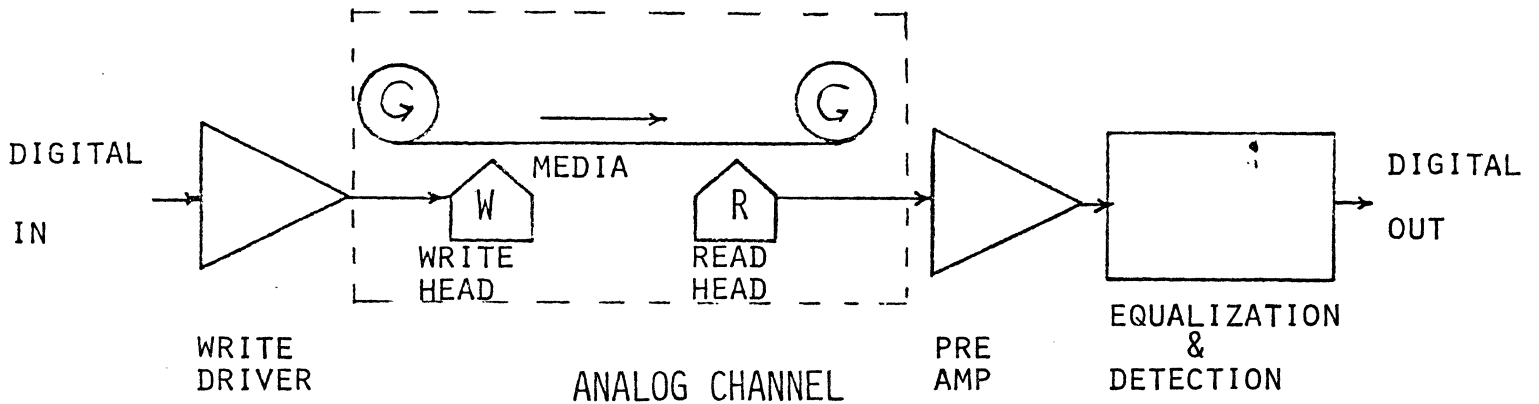 DIGITAL
IN
WRITE
DRIVER
W
WRITE
HEAD
MEDIA
R
READ
HEAD
ANALOG CHANNEL
PRE
AMP
EQUALIZATION
&
DETECTION
DIGITAL
OUT